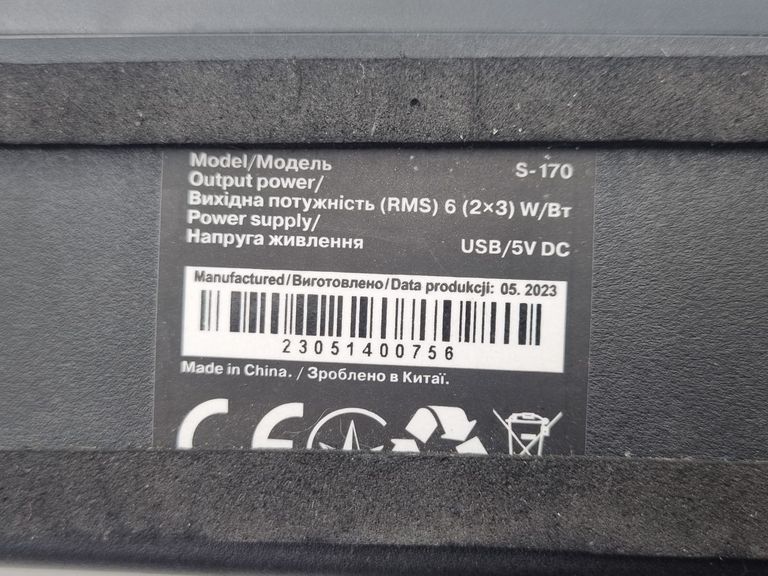 Model/Модель S-170
Output power/
Вихідна потужність (RMS) 6 (2×3) W/Вт
Power supply/
Напруга живлення USB/5V DC
Manufactured/Виготовлено/Data produkcji: 05. 2023
23051400756
Made in China. / Зроблено в Китаї.
CE